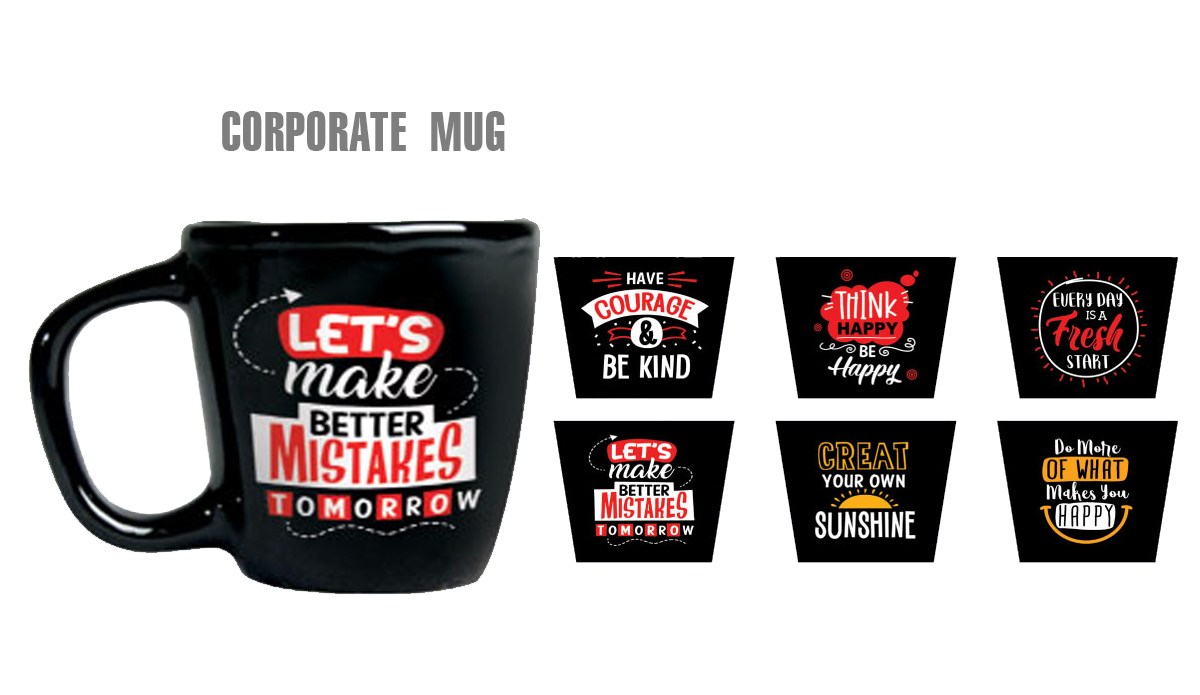 CORPORATE MUG
LET'S
make
BETTER
MISTAKES
TOMORROW
HAVE
COURAGE
&
BE KIND
THINK
HAPPY
BE
Happy
EVERY DAY
IS A
Fresh
START
LET'S
make
BETTER
MISTAKES
TOMORROW
CREAT
YOUR OWN
SUNSHINE
Do More
OF WHAT
Makes You
HAPPY